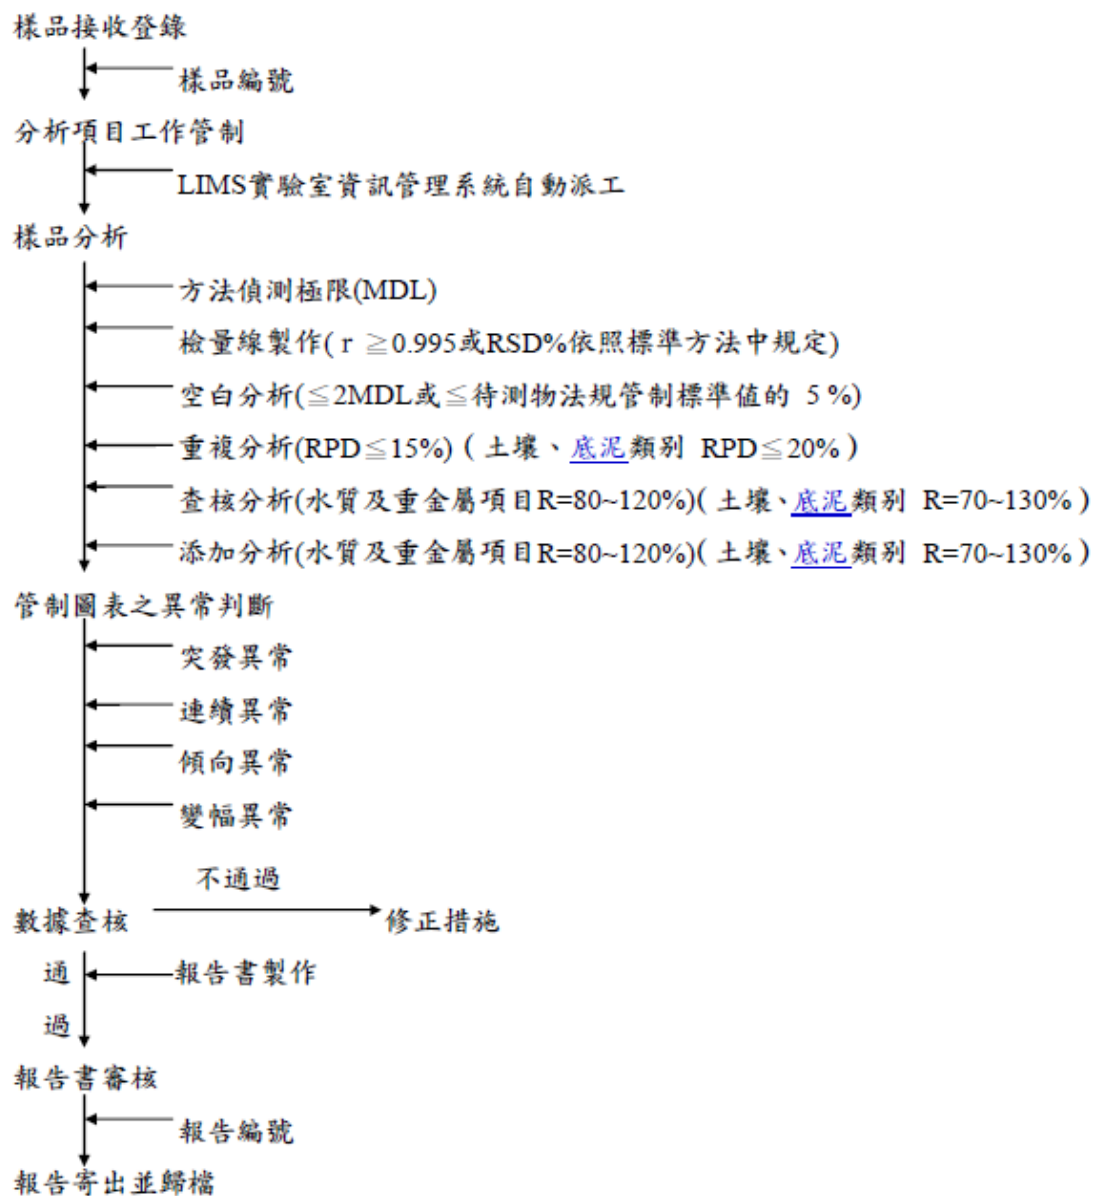 樣品接收登錄
樣品編號
分析項目工作管制
LIMS實驗室資訊管理系統自動派工
樣品分析
方法偵測極限(MDL)
檢量線製作( r ≧0.995或RSD%依照標準方法中規定)
空白分析(≦2MDL或≦待測物法規管制標準值的 5 %)
重複分析(RPD≦15%) ( 土壤、底泥類別 RPD≦20% )
查核分析(水質及重金屬項目R=80~120%)( 土壤、底泥類別 R=70~130% )
添加分析(水質及重金屬項目R=80~120%)( 土壤、底泥類別 R=70~130% )
管制圖表之異常判斷
突發異常
連續異常
傾向異常
變幅異常
不通過
數據查核
修正措施
通
報告書製作
過
報告書審核
報告編號
報告寄出並歸檔